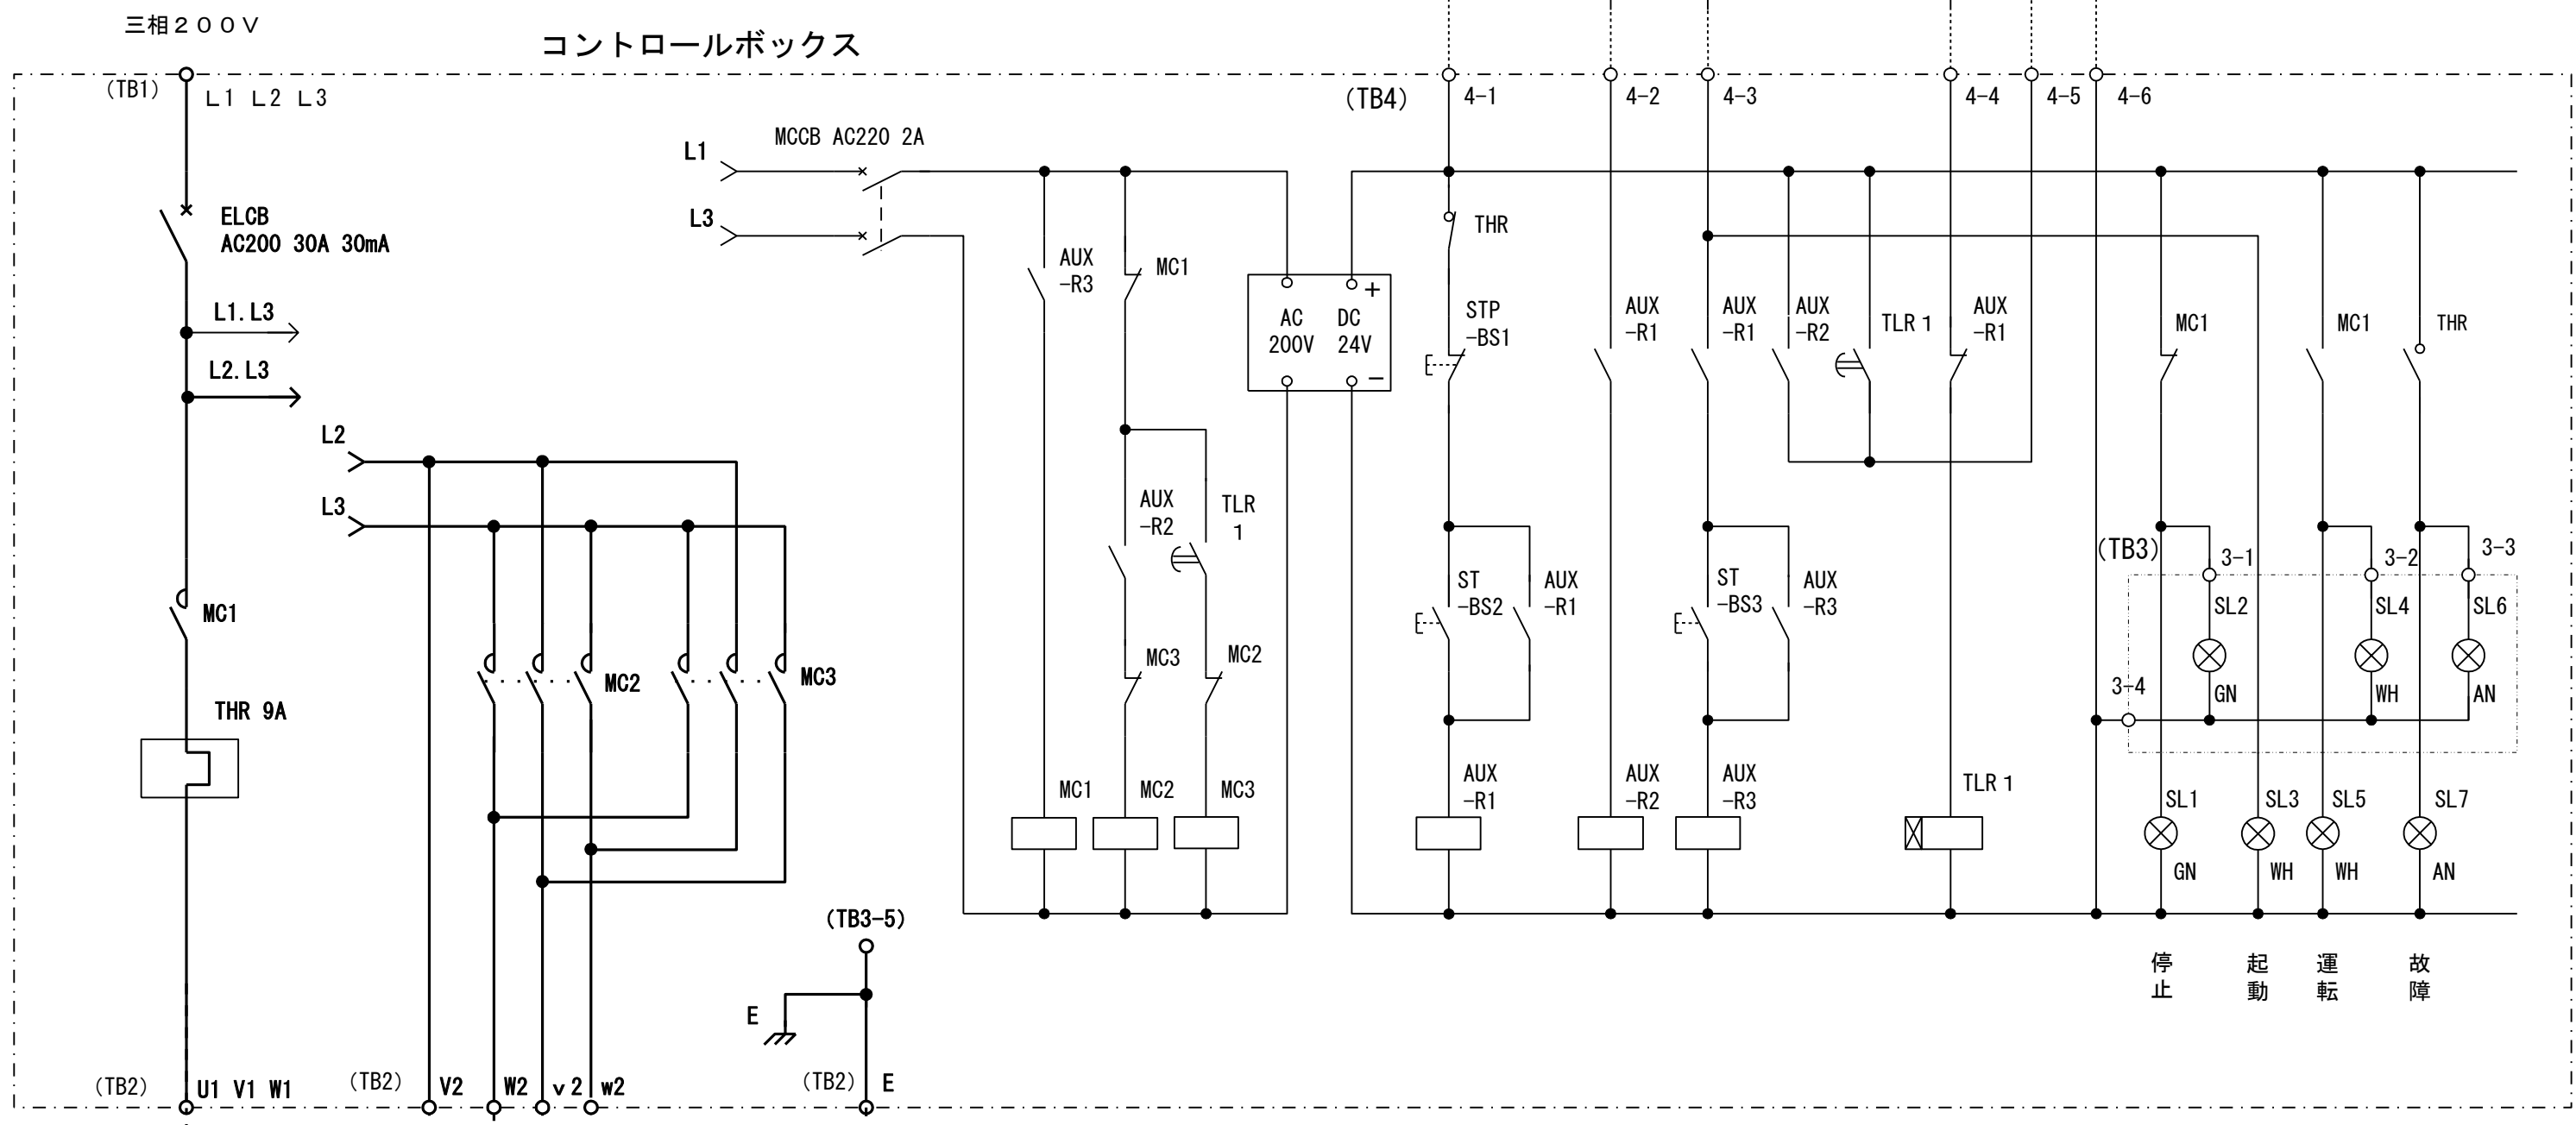 三相２００Ｖ
コントロールボックス
(TB1)
L1 L2 L3
ELCB
AC200 30A 30mA
L1.L3
L2.L3
MC1
THR 9A
(TB2)
U1 V1 W1
L2
L3
MC2
MC3
(TB2)
V2
W2
v2
w2
(TB3-5)
E
(TB2)
E
MCCB AC220 2A
L1
L3
AUX
-R3
MC1
AUX
-R2
TLR
1
MC3
MC2
MC1
MC2
MC3
AC
200V
DC
24V
+
−
(TB4)
4-1
4-2
4-3
4-4
4-5
4-6
THR
STP
-BS1
AUX
-R1
AUX
-R1
AUX
-R2
TLR 1
AUX
-R1
MC1
MC1
THR
ST
-BS2
AUX
-R1
ST
-BS3
AUX
-R3
(TB3)
3-1
3-2
3-3
SL2
SL4
SL6
3-4
GN
WH
AN
AUX
-R1
AUX
-R2
AUX
-R3
TLR 1
SL1
SL3
SL5
SL7
GN
WH
WH
AN
停止
起動
運転
故障